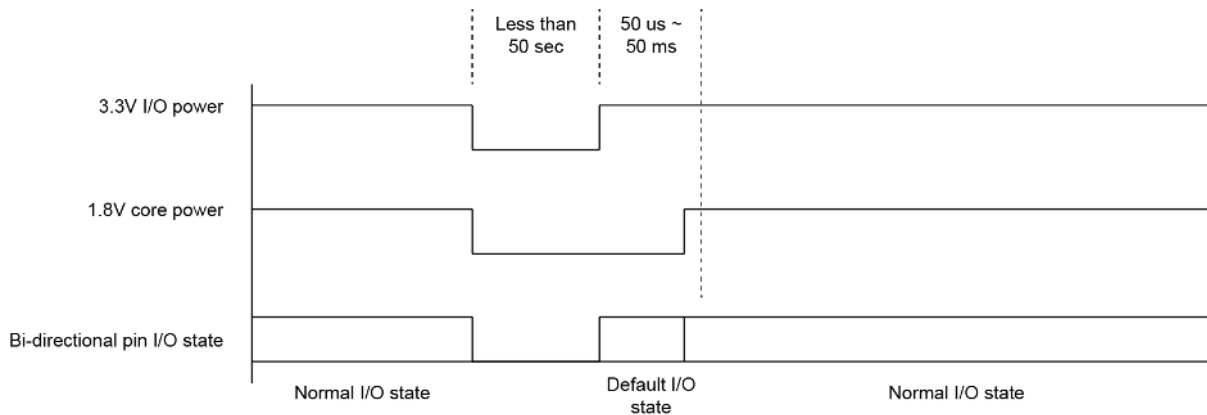 Less than
50 sec
50 us ~
50 ms
3.3V I/O power
1.8V core power
Bi-directional pin I/O state
Normal I/O state
Default I/O
state
Normal I/O state